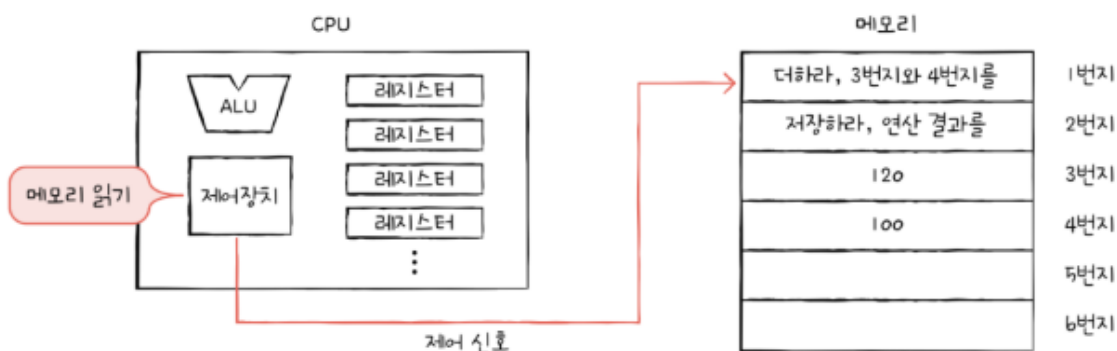 CPU
메모리
ALU
레지스터
레지스터
레지스터
레지스터
메모리 읽기
제어장치
제어 신호
더하라, 3번지와 4번지를
1번지
저장하라, 연산 결과를
2번지
120
3번지
100
4번지
5번지
6번지